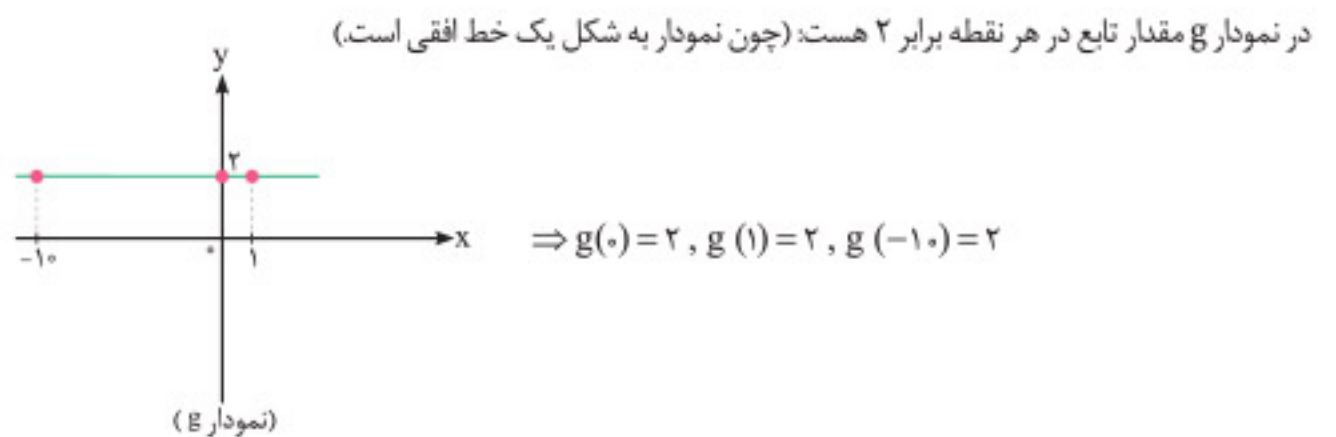 در نمودار g مقدار تابع در هر نقطه برابر ۲ هست: (چون نمودار به شکل یک خط افقی است.)
y
۲
x
⇒ g(۰) = ۲ , g (۱) = ۲ , g (−۱۰) = ۲
−۱۰
۰
۱
(نمودار g)